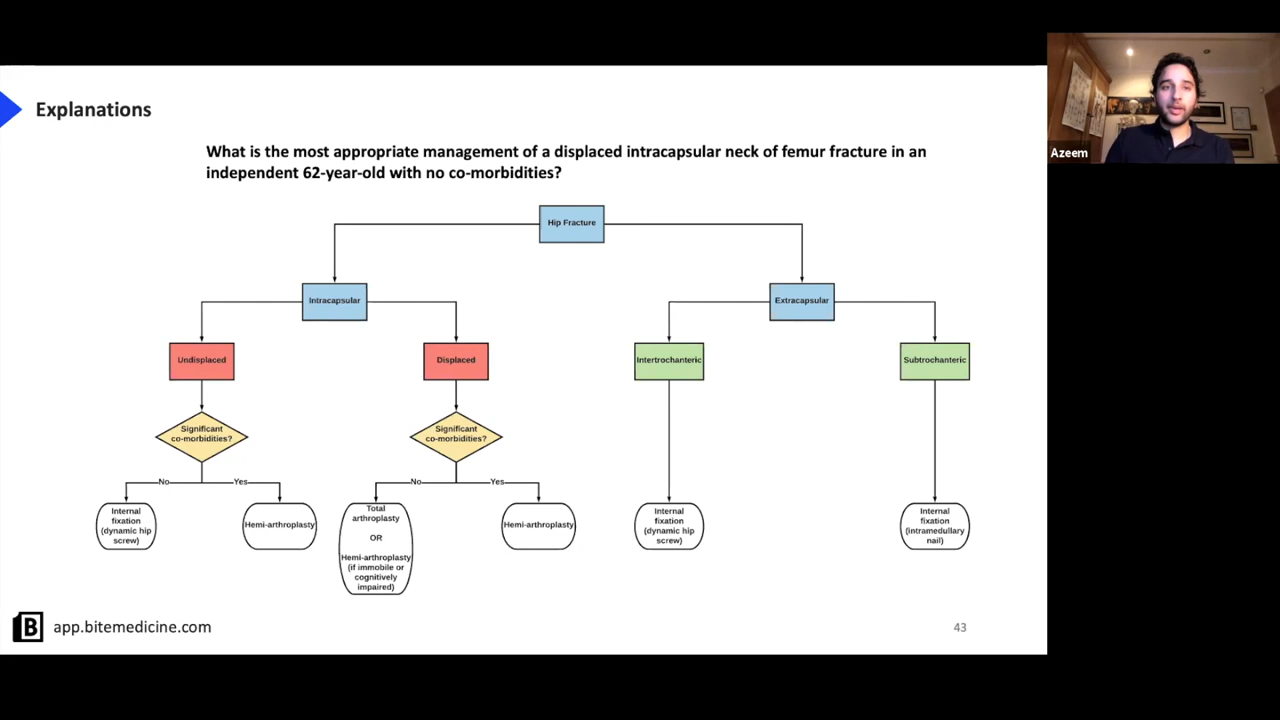 Explanations
What is the most appropriate management of a displaced intracapsular neck of femur fracture in an
independent 62-year-old with no co-morbidities?
Azeem
Hip Fracture
Intracapsular
Extracapsular
Undisplaced
Displaced
Intertrochanteric
Subtrochanteric
Significant
co-morbidities?
Significant
co-morbidities?
No
Yes
No
Yes
Internal
fixation
(dynamic hip
screw)
Hemi-arthroplasty
Total
arthroplasty
OR
Hemi-arthroplasty
(if immobile or
cognitively
impaired)
Hemi-arthroplasty
Internal
fixation
(dynamic hip
screw)
Internal
fixation
(intramedullary
nail)
B
app.bitemedicine.com
43